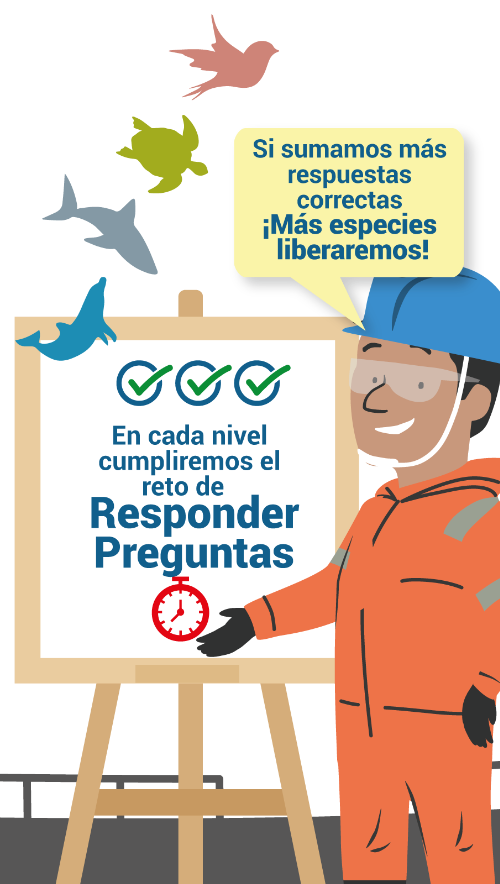 Si sumamos más
respuestas
correctas
¡Más especies
liberaremos!
En cada nivel
cumpliremos el
reto de
Responder
Preguntas